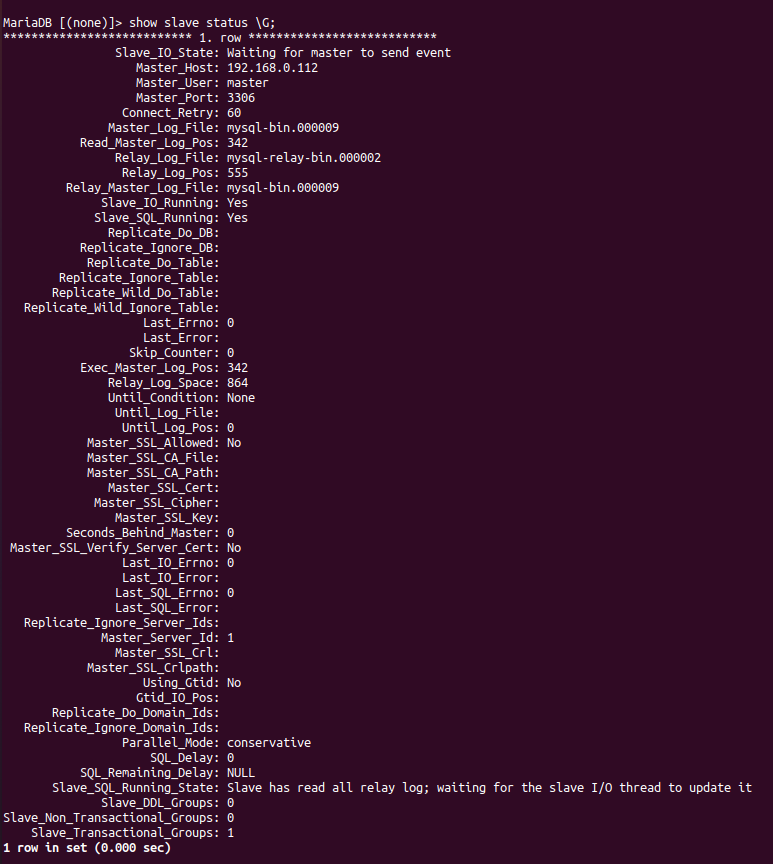 MariaDB [(none)]> show slave status \G;
*************************** 1. row ***************************
Slave_IO_State: Waiting for master to send event
Master_Host: 192.168.0.112
Master_User: master
Master_Port: 3306
Connect_Retry: 60
Master_Log_File: mysql-bin.000009
Read_Master_Log_Pos: 342
Relay_Log_File: mysql-relay-bin.000002
Relay_Log_Pos: 555
Relay_Master_Log_File: mysql-bin.000009
Slave_IO_Running: Yes
Slave_SQL_Running: Yes
Replicate_Do_DB:
Replicate_Ignore_DB:
Replicate_Do_Table:
Replicate_Ignore_Table:
Replicate_Wild_Do_Table:
Replicate_Wild_Ignore_Table:
Last_Errno: 0
Last_Error:
Skip_Counter: 0
Exec_Master_Log_Pos: 342
Relay_Log_Space: 864
Until_Condition: None
Until_Log_File:
Until_Log_Pos: 0
Master_SSL_Allowed: No
Master_SSL_CA_File:
Master_SSL_CA_Path:
Master_SSL_Cert:
Master_SSL_Cipher:
Master_SSL_Key:
Seconds_Behind_Master: 0
Master_SSL_Verify_Server_Cert: No
Last_IO_Errno: 0
Last_IO_Error:
Last_SQL_Errno: 0
Last_SQL_Error:
Replicate_Ignore_Server_Ids:
Master_Server_Id: 1
Master_SSL_Crl:
Master_SSL_Crlpath:
Using_Gtid: No
Gtid_IO_Pos:
Replicate_Do_Domain_Ids:
Replicate_Ignore_Domain_Ids:
Parallel_Mode: conservative
SQL_Delay: 0
SQL_Remaining_Delay: NULL
Slave_SQL_Running_State: Slave has read all relay log; waiting for the slave I/O thread to update it
Slave_DDL_Groups: 0
Slave_Non_Transactional_Groups: 0
Slave_Transactional_Groups: 1
1 row in set (0.000 sec)